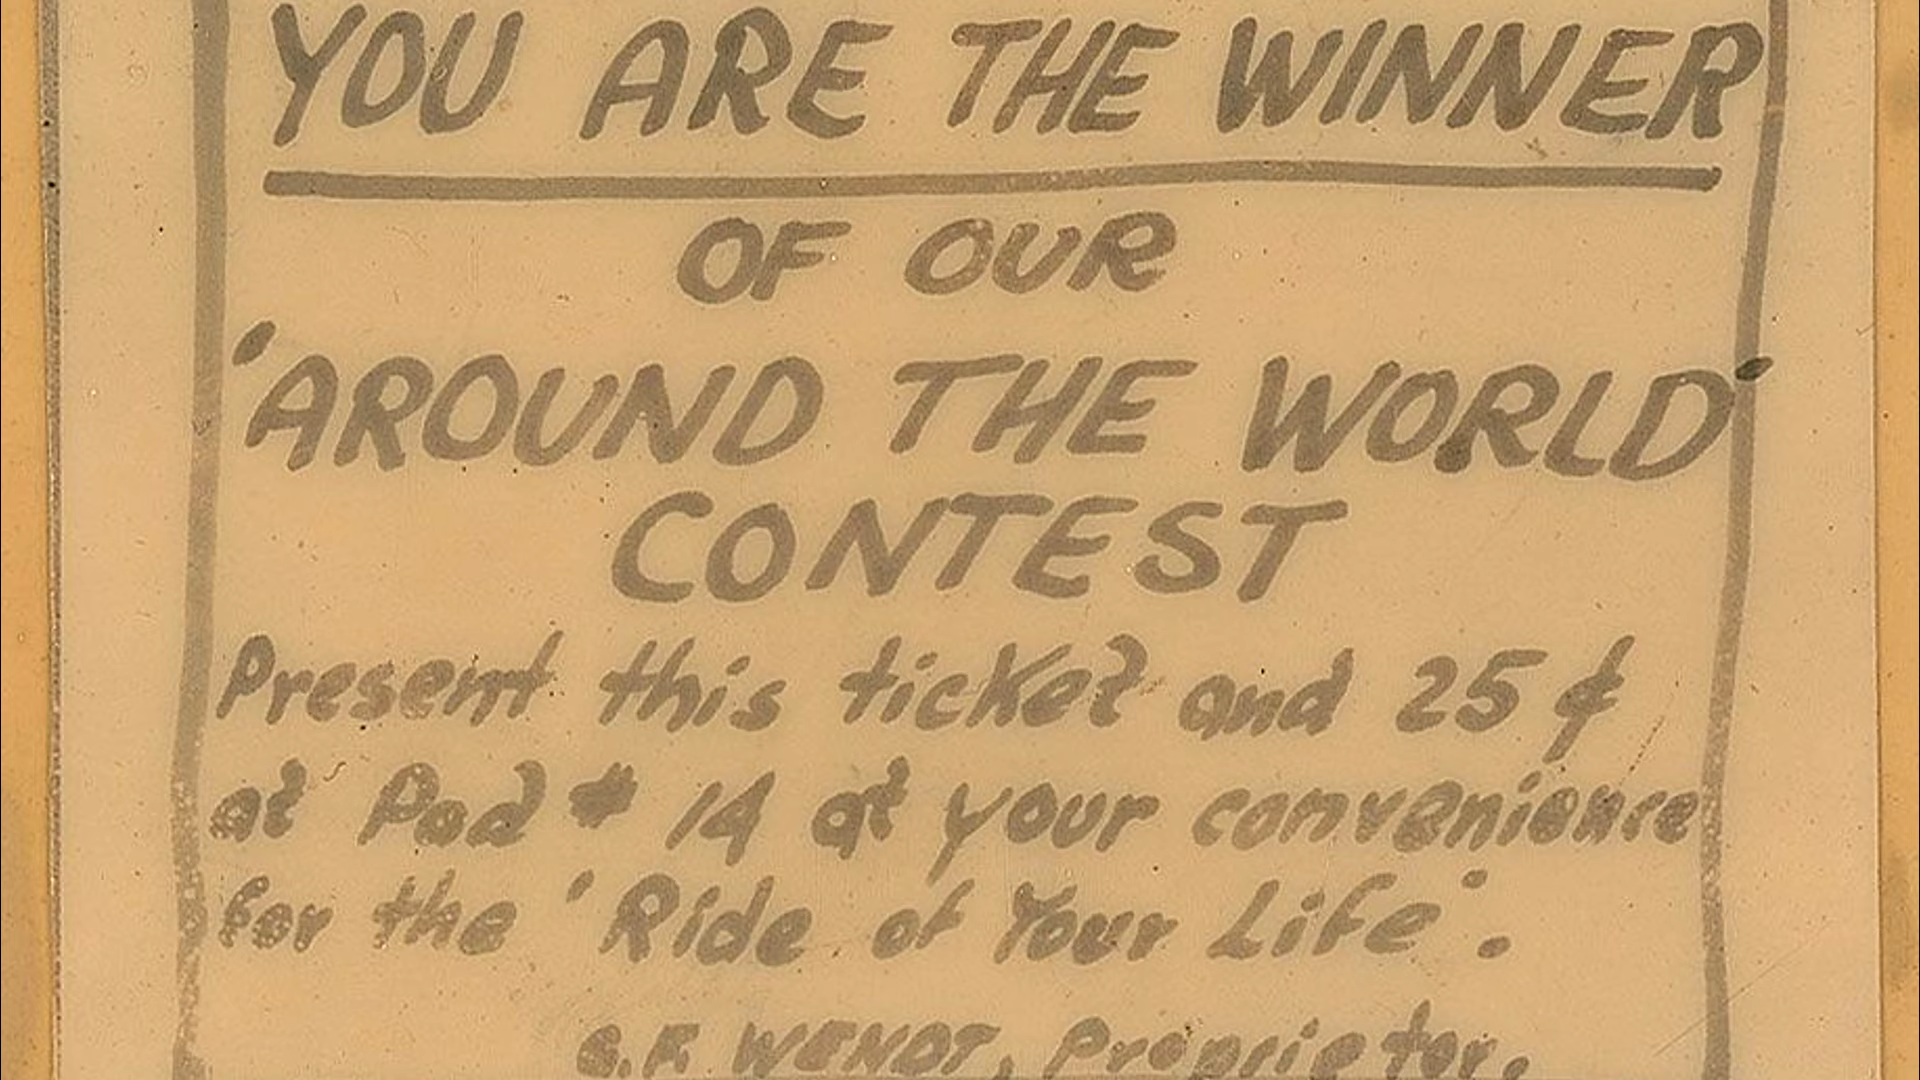 YOU ARE THE WINNER
OF OUR
'AROUND THE WORLD'
CONTEST
Present this ticket and 25¢
at Pad # 14 at your convenience
for the 'Ride of Your Life'.
G.F. WENDT, Proprietor.